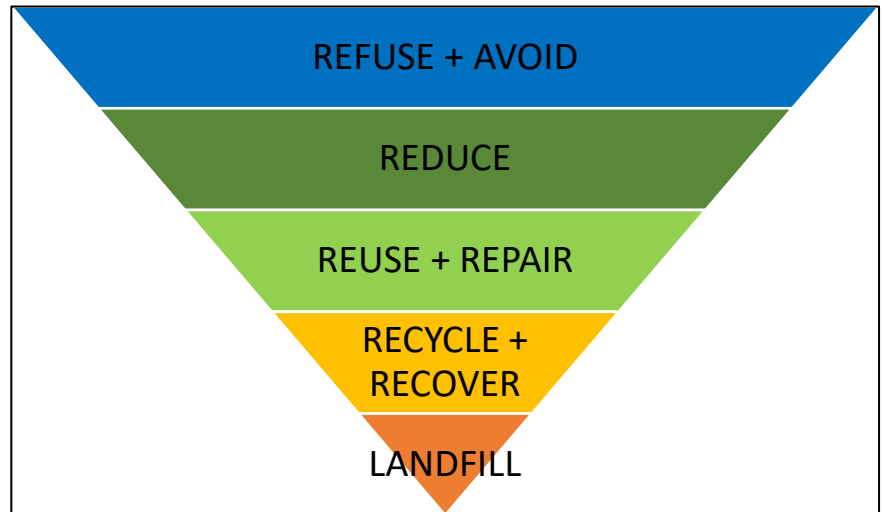 REFUSE + AVOID
REDUCE
REUSE + REPAIR
RECYCLE +
RECOVER
LANDFILL